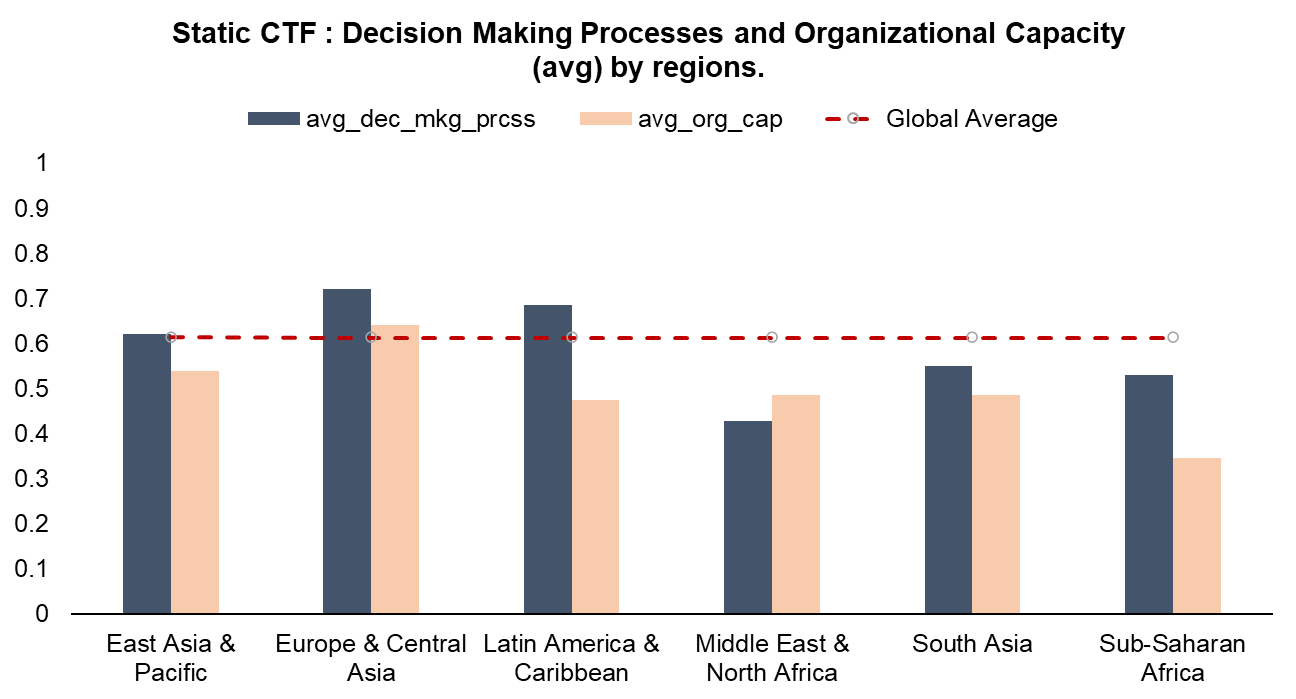 Static CTF : Decision Making Processes and Organizational Capacity
(avg) by regions.
avg_dec_mkg_prcss
avg_org_cap
Global Average
1
0.9
0.8
0.7
0.6
0.5
0.4
0.3
0.2
0.1
0
East Asia &
Pacific
Europe & Central
Asia
Latin America &
Caribbean
Middle East &
North Africa
South Asia
Sub-Saharan
Africa